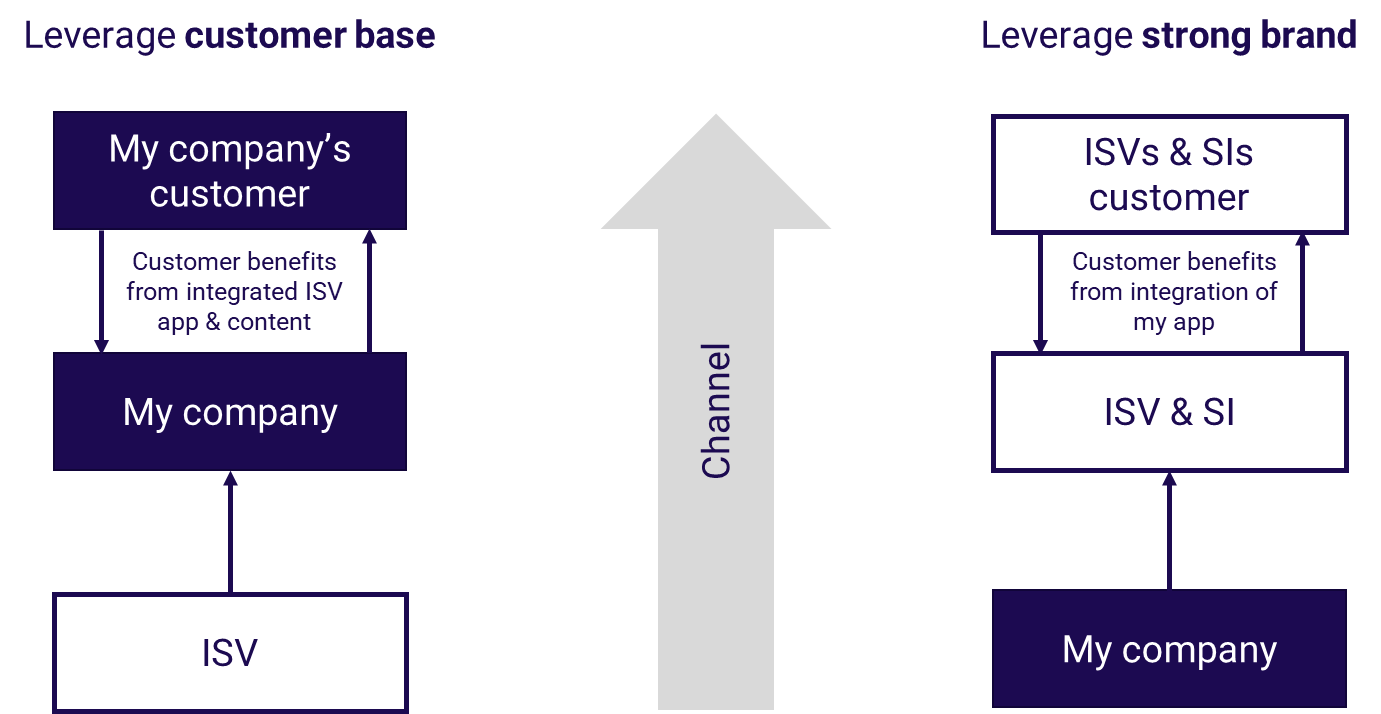 Leverage customer base
My company’s
customer
Customer benefits
from integrated ISV
app & content
My company
ISV
Channel
Leverage strong brand
ISVs & SIs
customer
Customer benefits
from integration of
my app
ISV & SI
My company